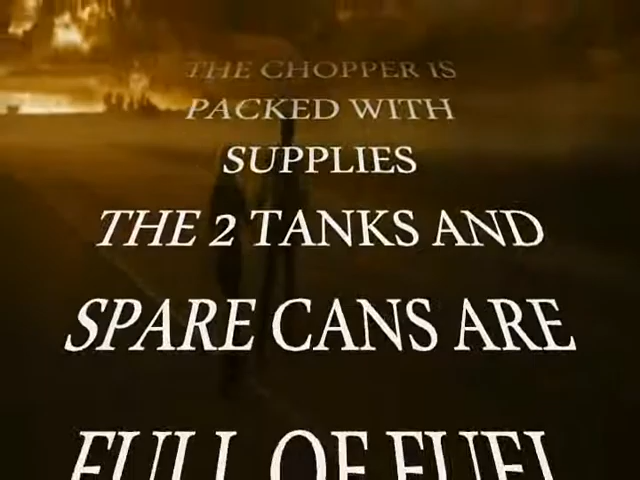 THE CHOPPER IS
PACKED WITH
SUPPLIES
THE 2 TANKS AND
SPARE CANS ARE
FULL OF FUEL